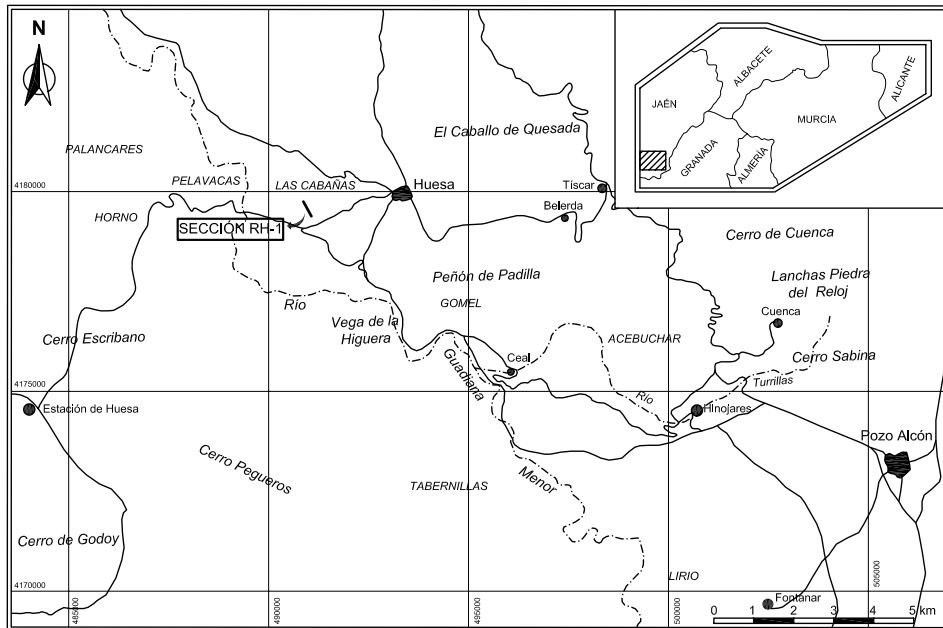 N
JAÉN
ALBACETE
ALICANTE
MURCIA
GRANADA
ALMERÍA
El Caballo de Quesada
PALANCARES
PELAVACAS
LAS CABAÑAS
Huesa
Tíscar
4180000
HORNO
SECCIÓN RH-1
Belerda
Cerro de Cuenca
Peñón de Padilla
Lanchas Piedra
del Reloj
Río
GOMEL
Cuenca
Vega de la
Higuera
Cerro Escribano
ACEBUCHAR
Cerro Sabina
Guadiana
Ceal
4175000
Turrillas
Río
Estación de Huesa
Hinojares
Pozo Alcón
Cerro Pegueros
Menor
TABERNILLAS
Cerro de Godoy
LIRIO
4170000
485000
4900000
4950000
500000
505000
Fontanar
0 1 2 3 4 5 km